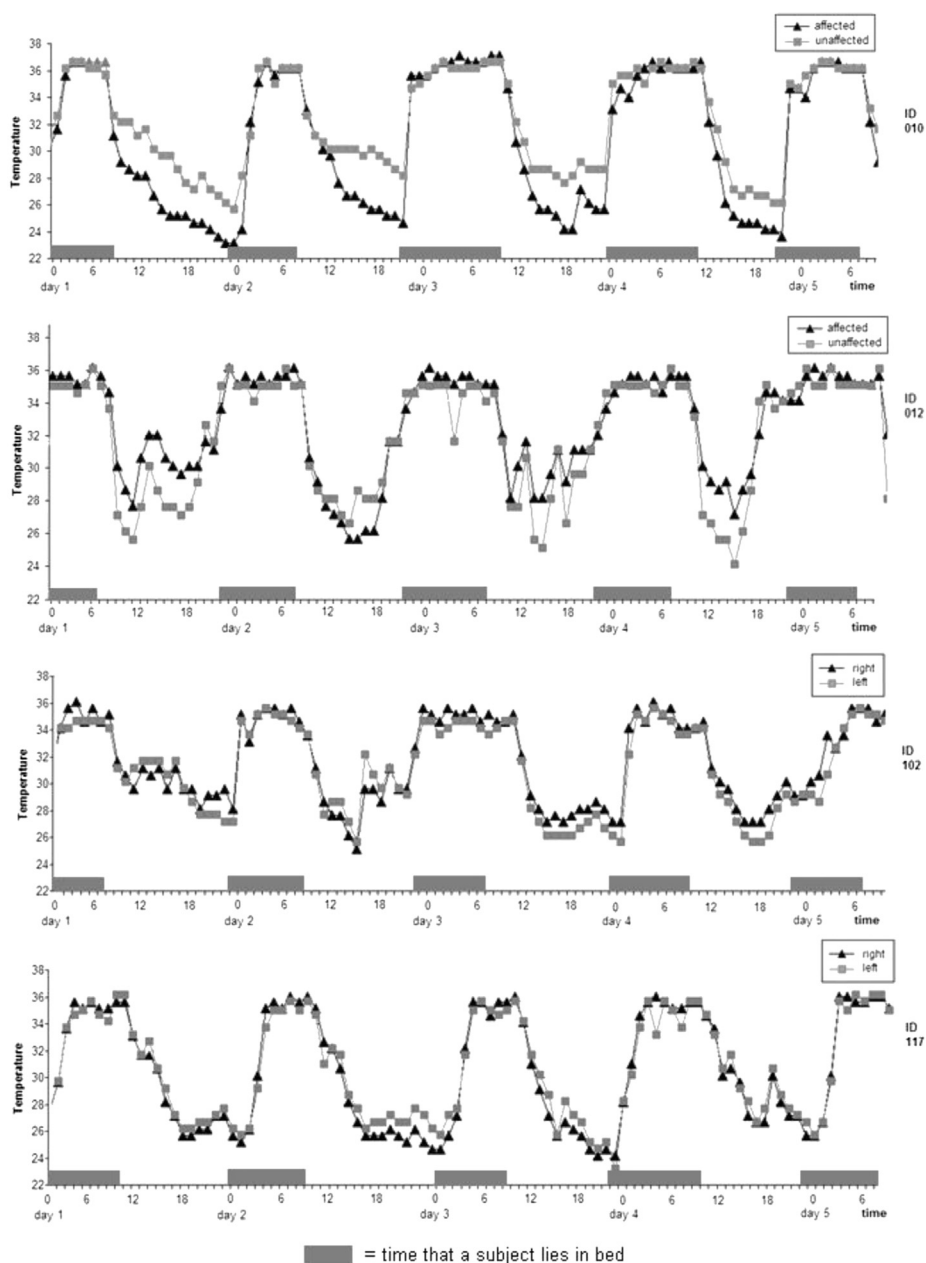 affected
unaffected
38
36
34
32
30
28
26
24
22
Temperature
ID
010
0 6 12 18 0 6 12 18 0 6 12 18 0 6 12 18 0 6
day 1 day 2 day 3 day 4 day 5 time
affected
unaffected
38
36
34
32
30
28
26
24
22
Temperature
ID
012
0 6 12 18 0 6 12 18 0 6 12 18 0 6 12 18 0 6
day 1 day 2 day 3 day 4 day 5 time
right
left
38
36
34
32
30
28
26
24
22
Temperature
ID
102
0 6 12 18 0 6 12 18 0 6 12 18 0 6 12 18 0 6
day 1 day 2 day 3 day 4 day 5 time
right
left
38
36
34
32
30
28
26
24
22
Temperature
ID
117
0 6 12 18 0 6 12 18 0 6 12 18 0 6 12 18 0 6
day 1 day 2 day 3 day 4 day 5 time
= time that a subject lies in bed